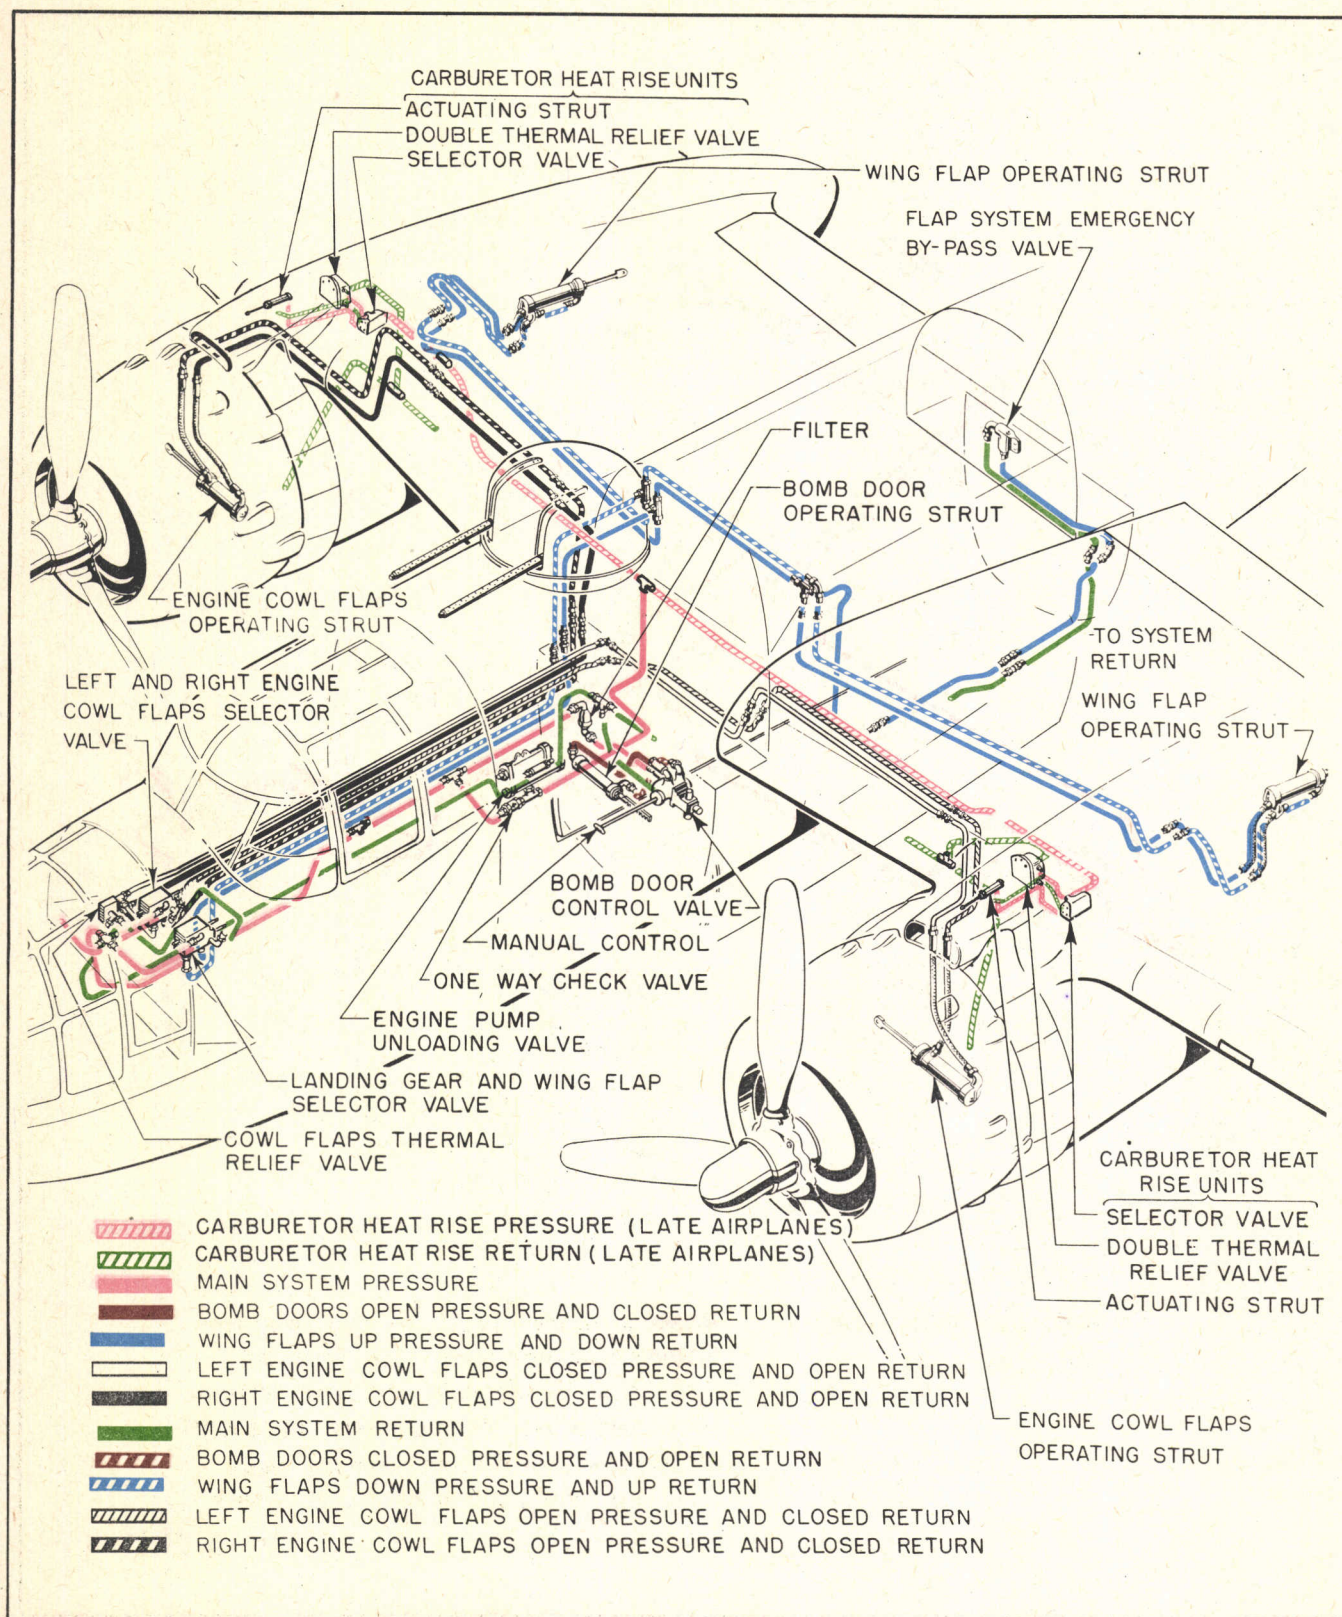 CARBURETOR HEAT RISE UNITS
ACTUATING STRUT
DOUBLE THERMAL RELIEF VALVE
SELECTOR VALVE
WING FLAP OPERATING STRUT
FLAP SYSTEM EMERGENCY
BY-PASS VALVE
FILTER
BOMB DOOR
OPERATING STRUT
ENGINE COWL FLAPS
OPERATING STRUT
LEFT AND RIGHT ENGINE
COWL FLAPS SELECTOR
VALVE
TO SYSTEM
RETURN
WING FLAP
OPERATING STRUT
BOMB DOOR
CONTROL VALVE
MANUAL CONTROL
ONE WAY CHECK VALVE
ENGINE PUMP
UNLOADING VALVE
LANDING GEAR AND WING FLAP
SELECTOR VALVE
COWL FLAPS THERMAL
RELIEF VALVE
CARBURETOR HEAT
RISE UNITS
SELECTOR VALVE
DOUBLE THERMAL
RELIEF VALVE
ACTUATING STRUT
ENGINE COWL FLAPS
OPERATING STRUT
CARBURETOR HEAT RISE PRESSURE (LATE AIRPLANES)
CARBURETOR HEAT RISE RETURN (LATE AIRPLANES)
MAIN SYSTEM PRESSURE
BOMB DOORS OPEN PRESSURE AND CLOSED RETURN
WING FLAPS UP PRESSURE AND DOWN RETURN
LEFT ENGINE COWL FLAPS CLOSED PRESSURE AND OPEN RETURN
RIGHT ENGINE COWL FLAPS CLOSED PRESSURE AND OPEN RETURN
MAIN SYSTEM RETURN
BOMB DOORS CLOSED PRESSURE AND OPEN RETURN
WING FLAPS DOWN PRESSURE AND UP RETURN
LEFT ENGINE COWL FLAPS OPEN PRESSURE AND CLOSED RETURN
RIGHT ENGINE COWL FLAPS OPEN PRESSURE AND CLOSED RETURN